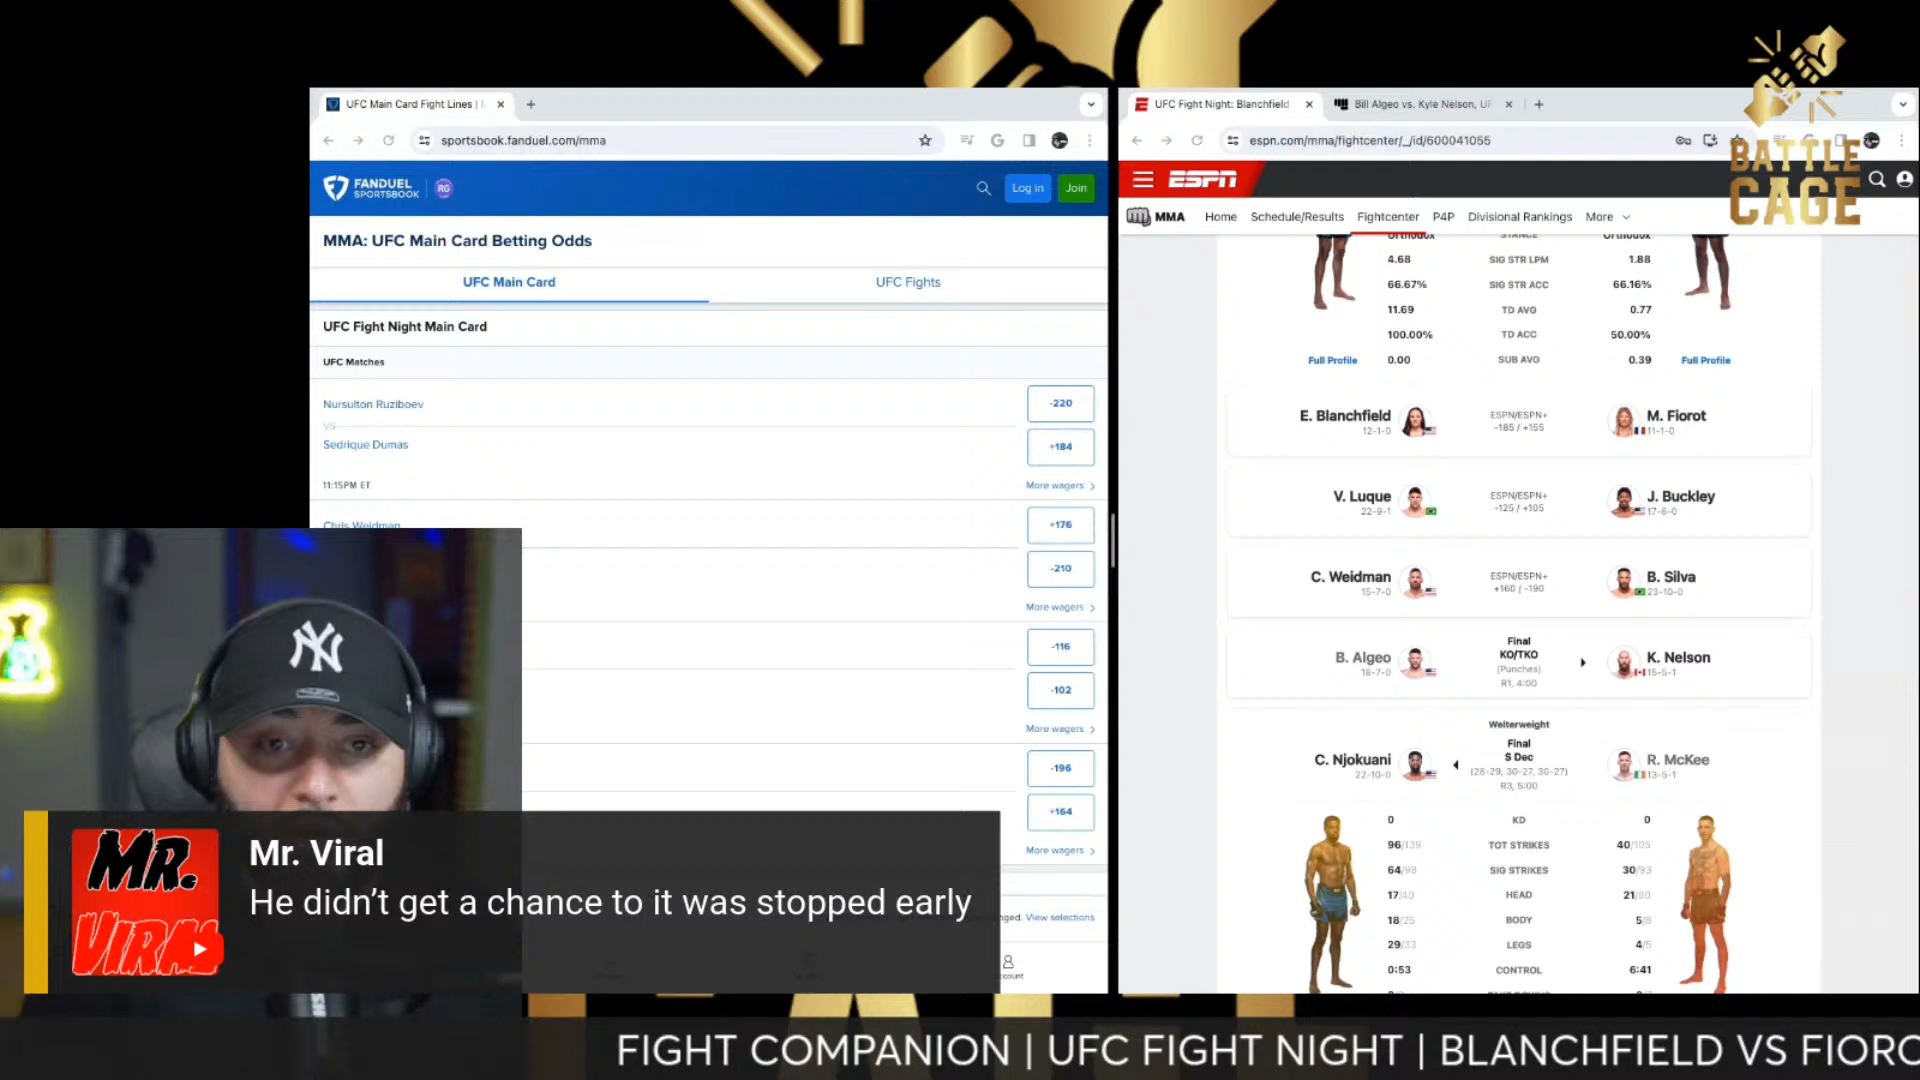 UFC Main Card Fight Lines |
sportsbook.fanduel.com/mma
FANDUEL
SPORTSBOOK
RG
Log in
Join
MMA: UFC Main Card Betting Odds
UFC Main Card
UFC Fights
UFC Fight Night Main Card
UFC Matches
Nursulton Ruziboev
-220
VS
Sedrique Dumas
+184
11:15PM ET
More wagers
Chris Weidman
+176
-210
More wagers
-116
-102
More wagers
-196
+164
More wagers
View selections
UFC Fight Night: Blanchfield
Bill Algeo vs. Kyle Nelson, UF
espn.com/mma/fightcenter/_/id/600041055
BATTLE
CAGE
ESPN
MMA
Home
Schedule/Results
Fightcenter
P4P
Divisional Rankings
More
Orthodox STANCE Orthodox
4.68 SIG STR LPM 1.88
66.67% SIG STR ACC 66.16%
11.69 TD AVG 0.77
100.00% TD ACC 50.00%
Full Profile 0.00 SUB AVG 0.39 Full Profile
E. Blanchfield ESPN/ESPN+ M. Fiorot
12-1-0 -185 / +155 11-1-0
V. Luque ESPN/ESPN+ J. Buckley
22-9-1 -125 / +105 17-6-0
C. Weidman ESPN/ESPN+ B. Silva
15-7-0 +160 / -190 23-10-0
Final
KO/TKO
B. Algeo K. Nelson
18-7-0 (Punches) 15-5-1
R1, 4:00
Welterweight
Final
S Dec
C. Njokuani R. McKee
22-10-0 (28-29, 30-27, 30-27) 13-5-1
R3, 5:00
0 KD 0
96/139 TOT STRIKES 40/105
64/98 SIG STRIKES 30/93
17/40 HEAD 21/80
18/25 BODY 5/8
29/33 LEGS 4/5
0:53 CONTROL 6:41
NY
MR.
VIRAL
Mr. Viral
He didn’t get a chance to it was stopped early
FIGHT COMPANION | UFC FIGHT NIGHT | BLANCHFIELD VS FIORO